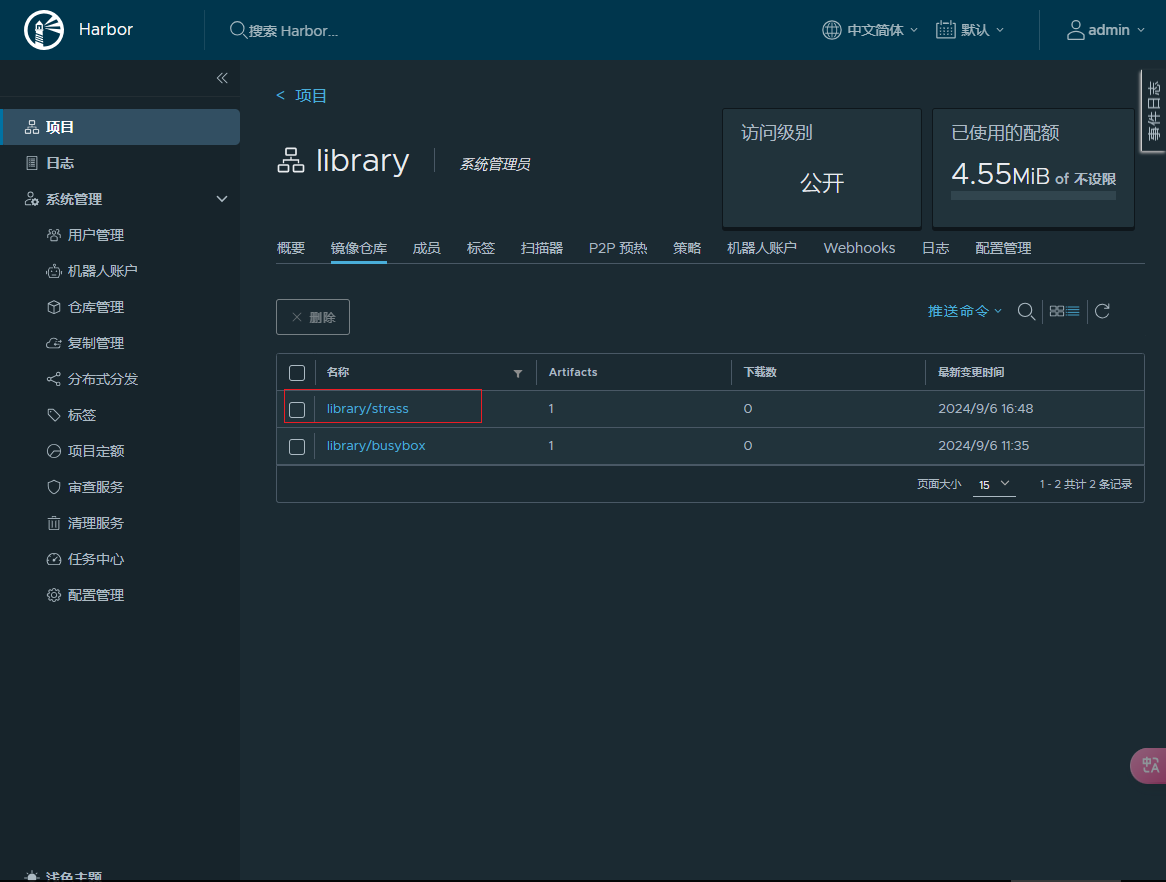 Harbor
搜索 Harbor...
中文简体
默认
admin
事件日志
项目
日志
系统管理
用户管理
机器人账户
仓库管理
复制管理
分布式分发
标签
项目定额
审查服务
清理服务
任务中心
配置管理
浅色主题
< 项目
library
系统管理员
访问级别
公开
已使用的配额
4.55MiB of 不设限
概要 镜像仓库 成员 标签 扫描器 P2P 预热 策略 机器人账户 Webhooks 日志 配置管理
删除
推送命令
名称 Artifacts 下载数 最新变更时间
library/stress 1 0 2024/9/6 16:48
library/busybox 1 0 2024/9/6 11:35
页面大小 15 1 - 2 共计 2 条记录
中A